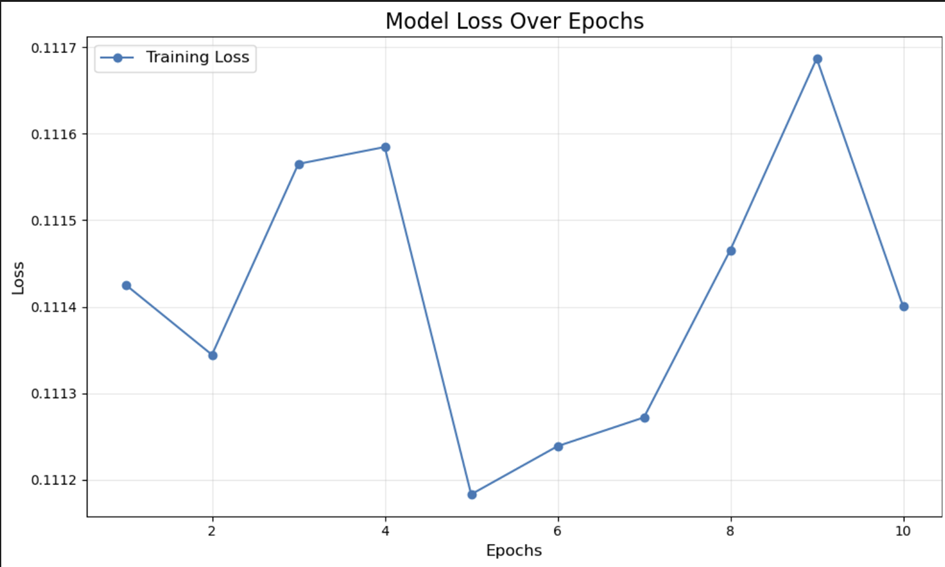 Model Loss Over Epochs
Training Loss
0.1117
0.1116
0.1115
0.1114
0.1113
0.1112
Loss
2 4 6 8 10
Epochs